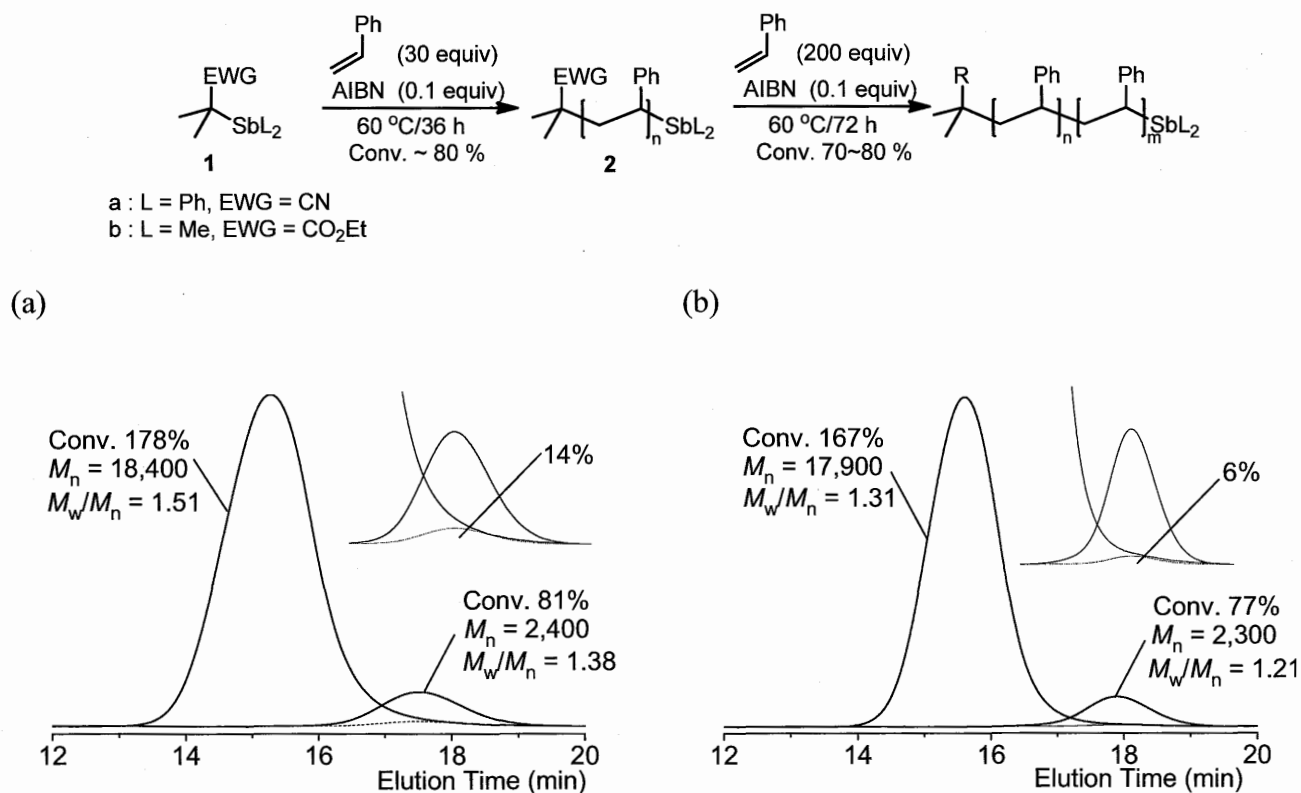 Ph
(30 equiv)
EWG
AIBN (0.1 equiv)
SbL2
60 °C/36 h
Conv. ~ 80 %
1
EWG
Ph
n
SbL2
2
Ph
(200 equiv)
AIBN (0.1 equiv)
60 °C/72 h
Conv. 70~80 %
R
Ph
n
Ph
m
SbL2
a : L = Ph, EWG = CN
b : L = Me, EWG = CO2Et
(a)
Conv. 178%
Mn = 18,400
Mw/Mn = 1.51
14%
Conv. 81%
Mn = 2,400
Mw/Mn = 1.38
12 14 16 18 20
Elution Time (min)
(b)
Conv. 167%
Mn = 17,900
Mw/Mn = 1.31
6%
Conv. 77%
Mn = 2,300
Mw/Mn = 1.21
12 14 16 18 20
Elution Time (min)